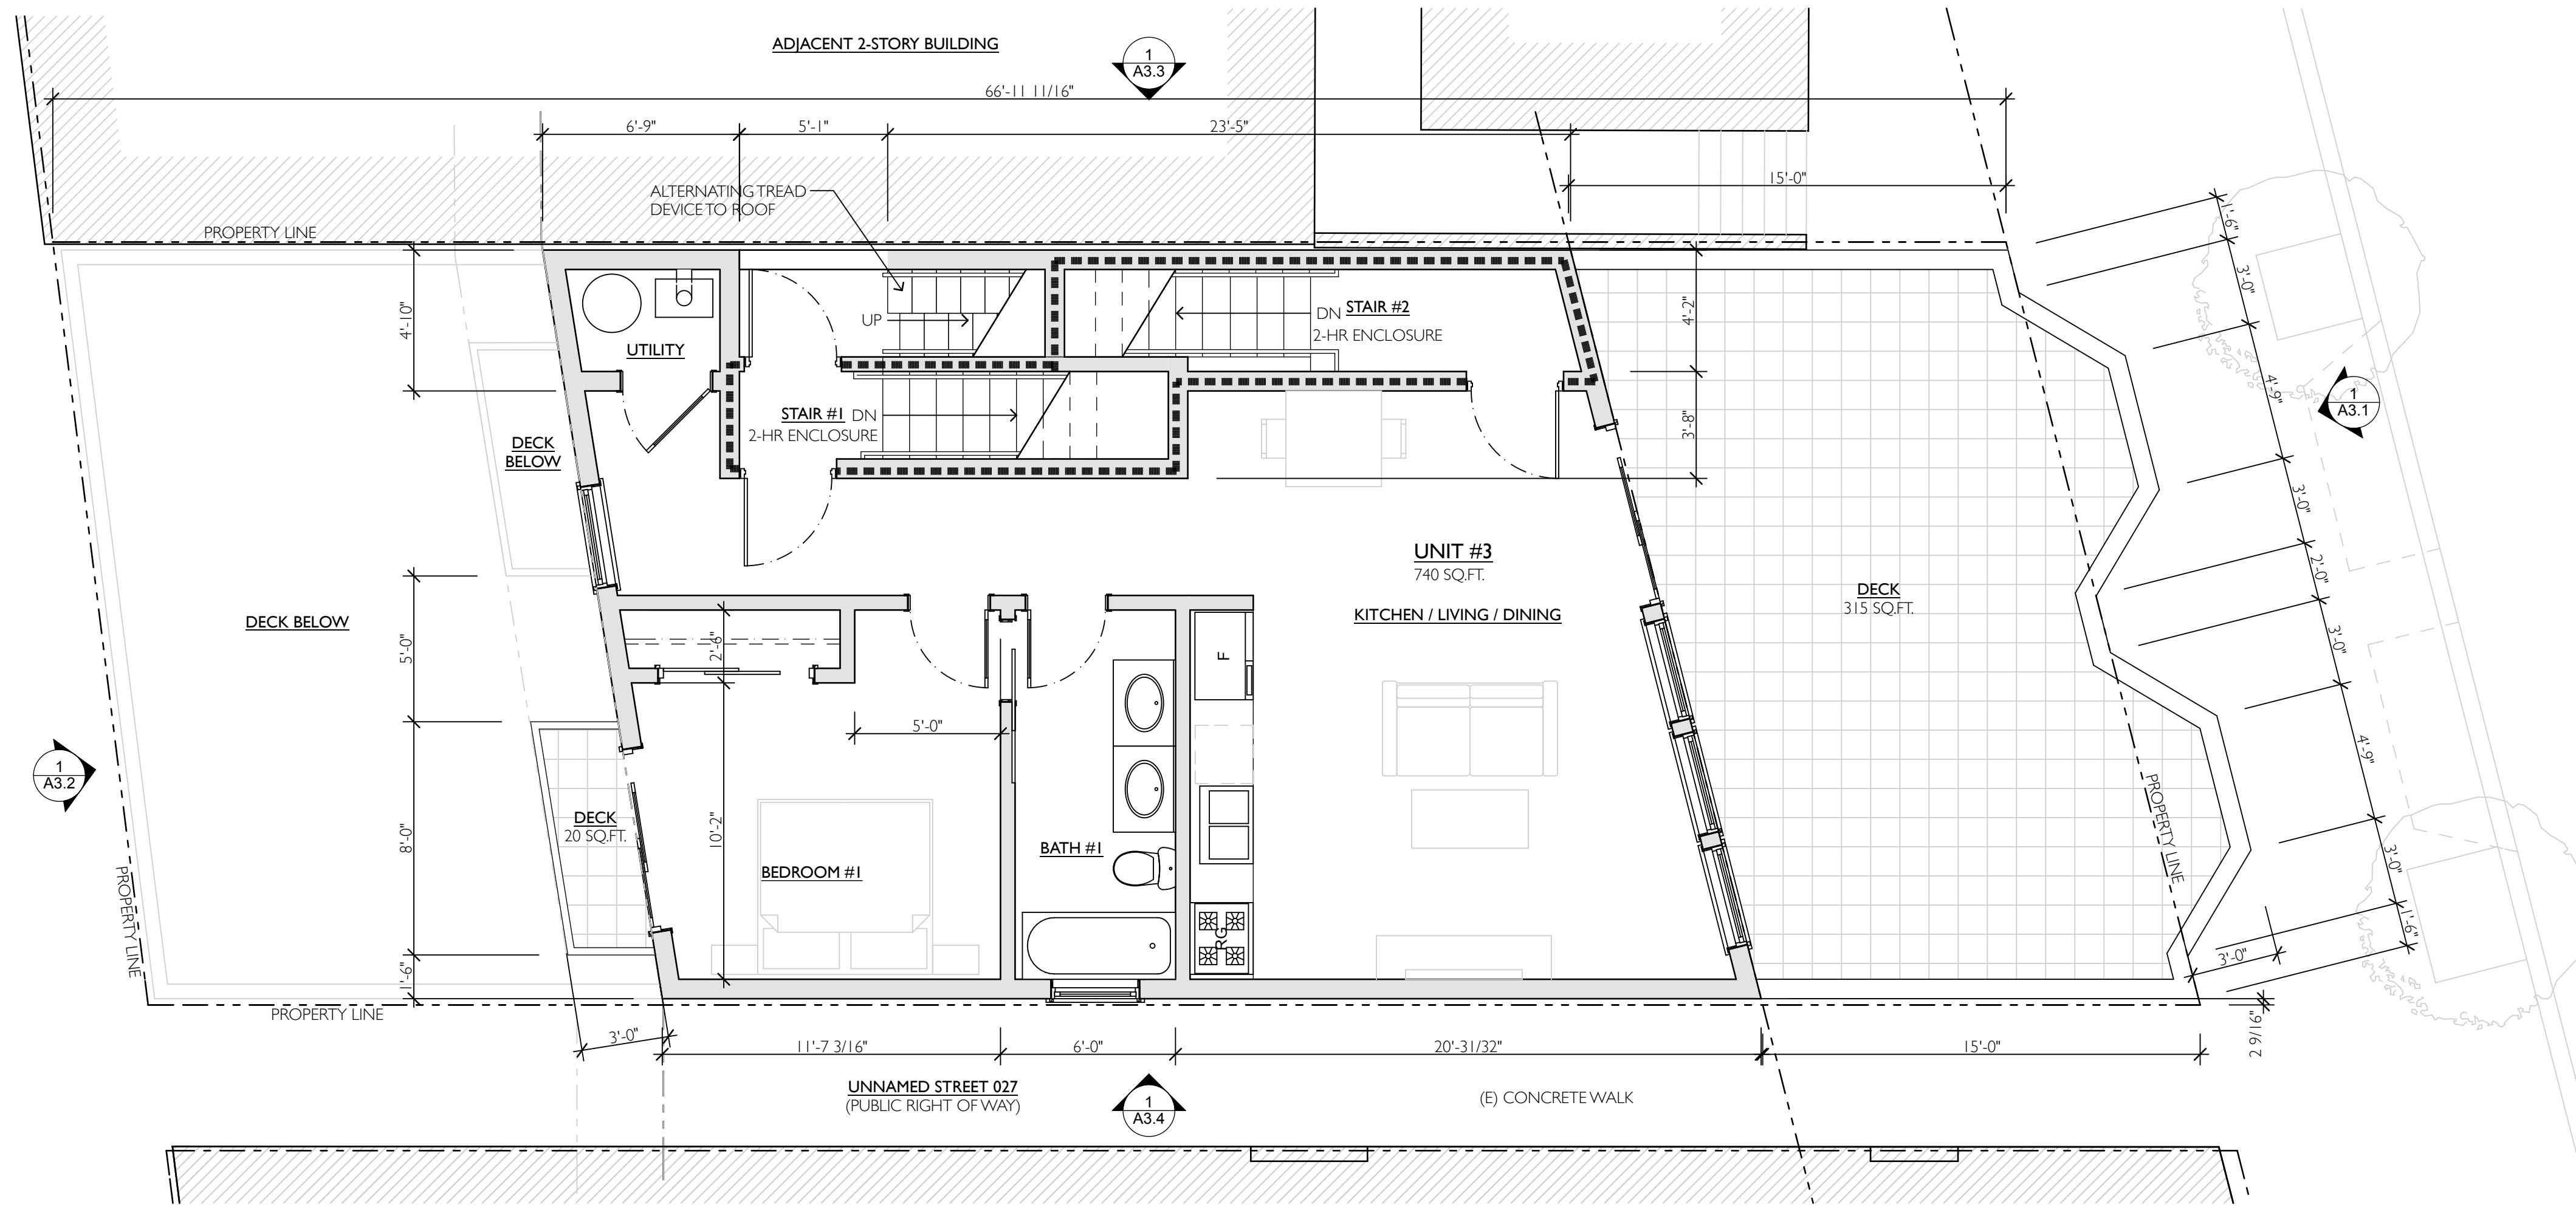 ADJACENT 2-STORY BUILDING
1
A3.3
66'-11 11/16"
6'-9"
5'-1"
23'-5"
15'-0"
ALTERNATING TREAD
DEVICE TO ROOF
PROPERTY LINE
1'-6"
3'-0"
4'-9"
3'-0"
2'-0"
3'-0"
4'-9"
3'-0"
1'-6"
3'-0"
4'-10"
UTILITY
UP
DN
STAIR #2
2-HR ENCLOSURE
4'-2"
3'-8"
STAIR #1
DN
2-HR ENCLOSURE
1
A3.1
DECK
BELOW
UNIT #3
740 SQ.FT.
KITCHEN / LIVING / DINING
DECK
315 SQ.FT.
DECK BELOW
5'-0"
2'-6"
F
5'-0"
1
A3.2
8'-0"
DECK
20 SQ.FT.
10'-2"
BEDROOM #1
BATH #1
RG
PROPERTY LINE
PROPERTY LINE
1'-6"
PROPERTY LINE
3'-0"
11'-7 3/16"
6'-0"
20'-31/32"
15'-0"
2 9/16"
UNNAMED STREET 027
(PUBLIC RIGHT OF WAY)
1
A3.4
(E) CONCRETE WALK